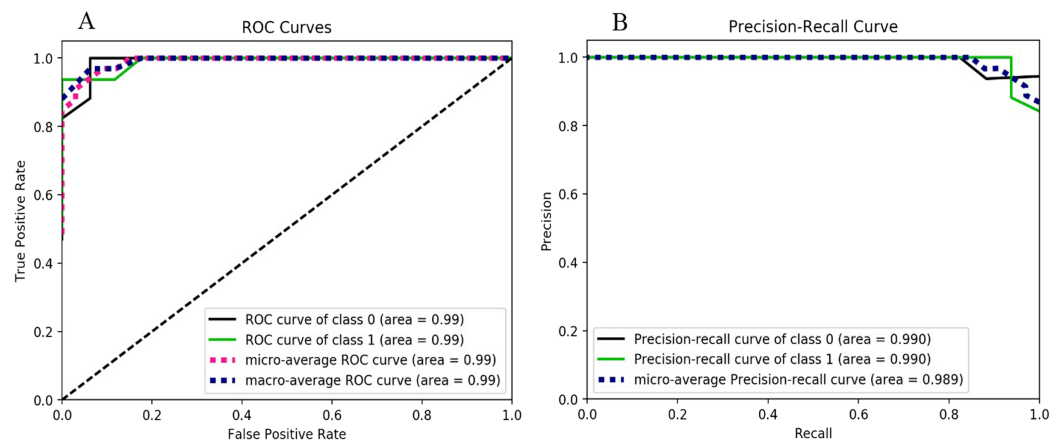 A
ROC Curves
1.0
0.8
0.6
0.4
0.2
0.0
True Positive Rate
0.0 0.2 0.4 0.6 0.8 1.0
False Positive Rate
ROC curve of class 0 (area = 0.99)
ROC curve of class 1 (area = 0.99)
micro-average ROC curve (area = 0.99)
macro-average ROC curve (area = 0.99)
B
Precision-Recall Curve
1.0
0.8
0.6
0.4
0.2
0.0
Precision
0.0 0.2 0.4 0.6 0.8 1.0
Recall
Precision-recall curve of class 0 (area = 0.990)
Precision-recall curve of class 1 (area = 0.990)
micro-average Precision-recall curve (area = 0.989)